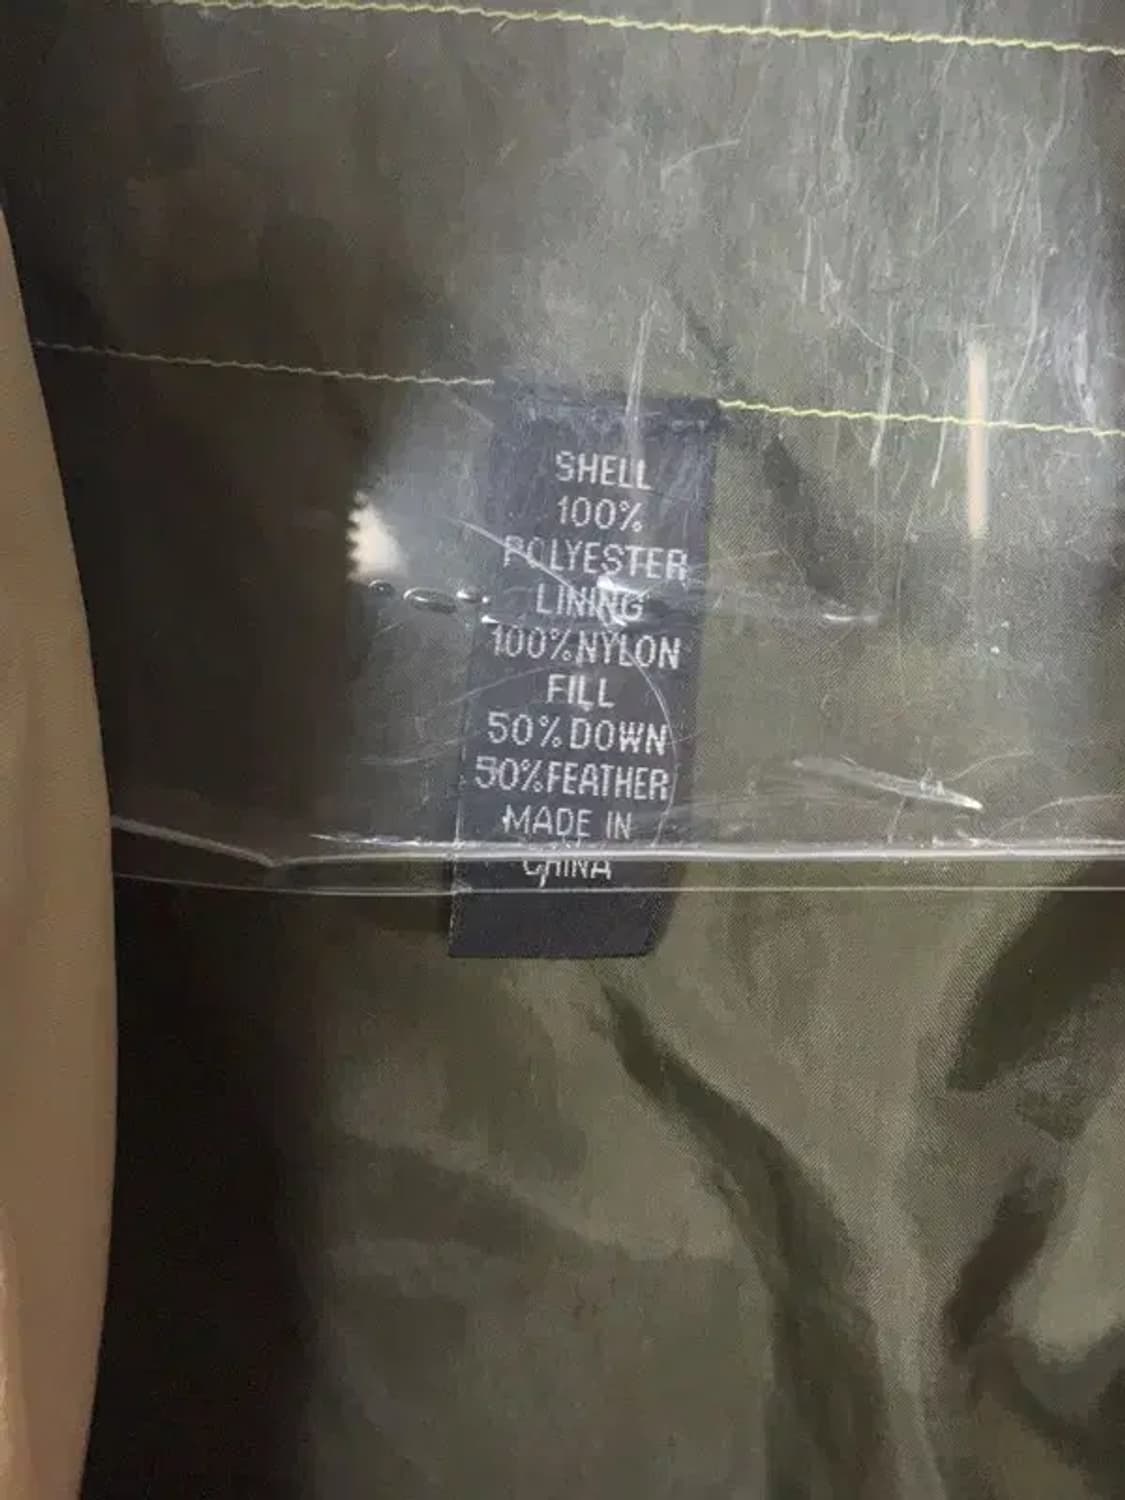 SHELL
100%
POLYESTER
LINING
100%NYLON
FILL
50%DOWN
50%FEATHER
MADE IN
CHINA